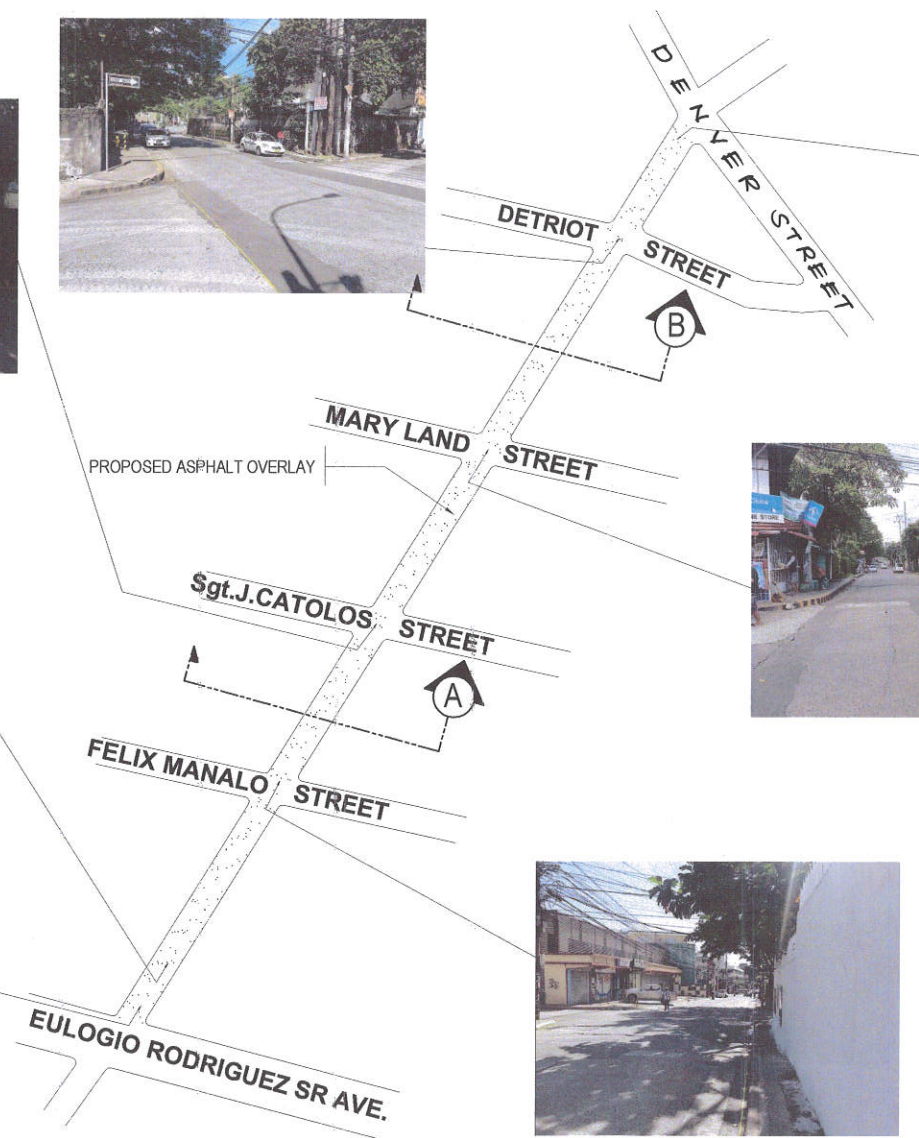 DENVER STREET
DETRIOT STREET
B
MARY LAND STREET
PROPOSED ASPHALT OVERLAY
STORE
Sgt.J.CATOLOS STREET
A
FELIX MANALO STREET
EULOGIO RODRIGUEZ SR AVE.